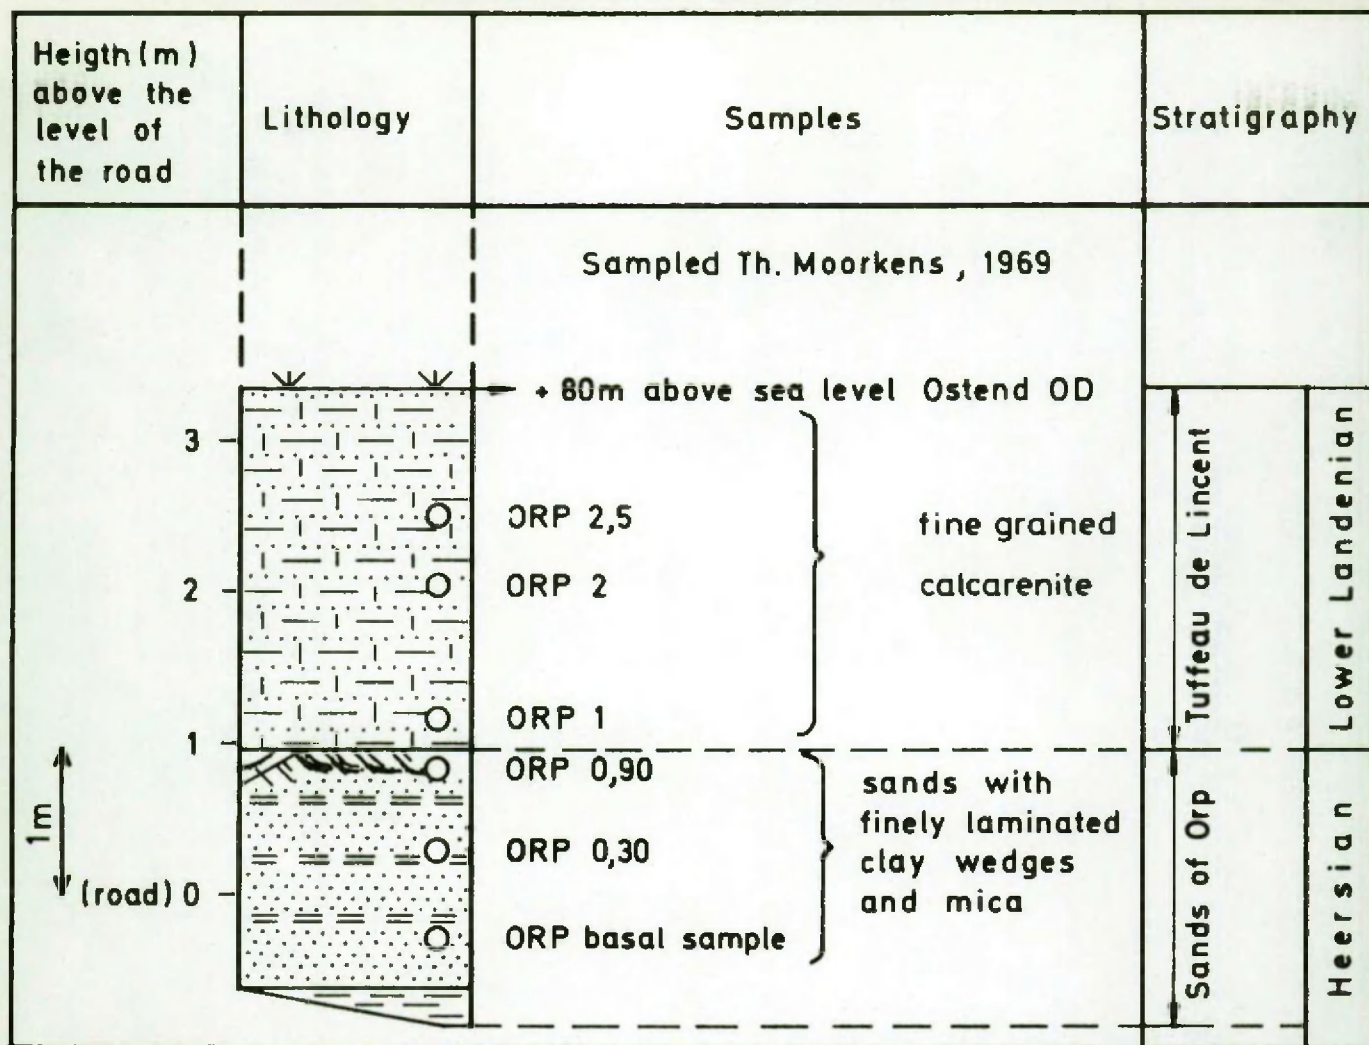 Heigth (m)
above the
level of
the road
Lithology
Samples
Stratigraphy
Sampled Th. Moorkens, 1969
+ 80m above sea level Ostend OD
3
2
1
(road) 0
1m
ORP 2,5
ORP 2
ORP 1
fine grained
calcarenite
ORP 0,90
ORP 0,30
ORP basal sample
sands with
finely laminated
clay wedges
and mica
Tuffeau de Lincent
Sands of Orp
Lower Landenian
Heersian